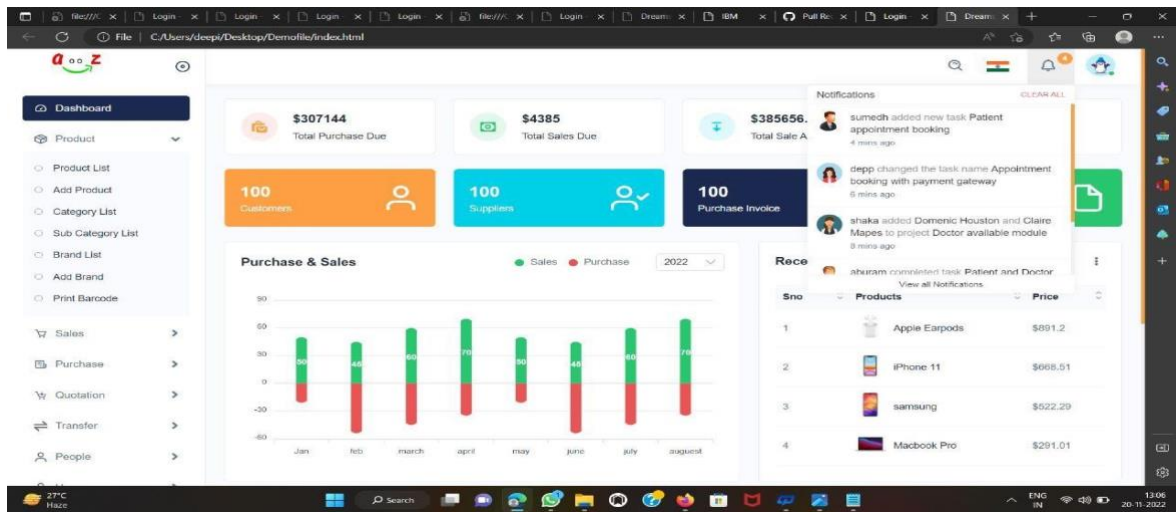 file:///C
Login
Login
Login
Login
file:///C
Login
Dream
IBM
Pull Re
Login
Dream
File | C:/Users/deepi/Desktop/Demofile/index.html
a oo z
4
Dashboard
Product
Product List
Add Product
Category List
Sub Category List
Brand List
Add Brand
Print Barcode
Sales
Purchase
Quotation
Transfer
People
$307144
Total Purchase Due
$4385
Total Sales Due
$385656.
Total Sale A
100
Customers
100
Suppliers
100
Purchase Invoice
Notifications CLEAR ALL
sumedh added new task Patient
appointment booking
4 mins ago
depp changed the task name Appointment
booking with payment gateway
6 mins ago
shaka added Domenic Houston and Claire
Mapes to project Doctor available module
8 mins ago
aburam completed task Patient and Doctor
View all Notifications
Purchase & Sales
Sales Purchase 2022
90
60
30
0
-30
-60
50 45 60 70 50 45 60 70
Jan feb march april may june july auguest
Rece
Sno Products Price
1 Apple Earpods $891.2
2 iPhone 11 $668.51
3 samsung $522.29
4 Macbook Pro $291.01
27°C
Haze
Search
ENG
IN
13:06
20-11-2022